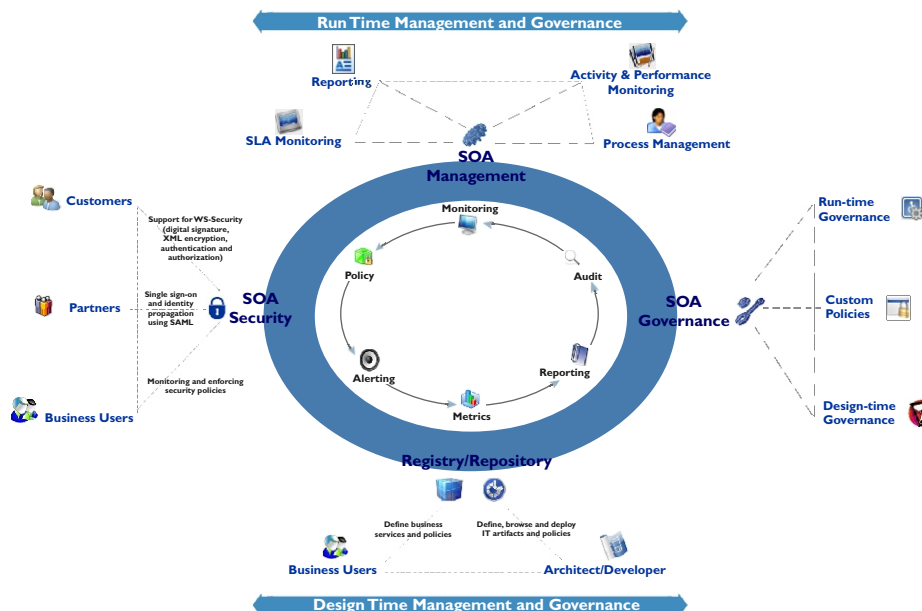 Run Time Management and Governance
Reporting
Activity & Performance
Monitoring
SLA Monitoring
Process Management
SOA
Management
Customers
Support for WS-Security
(digital signature,
XML encryption,
authentication and
authorization)
Monitoring
Run-time
Governance
Policy
Audit
Partners
Single sign-on
and identity
propagation
using SAML
SOA
Security
SOA
Governance
Custom
Policies
Monitoring and enforcing
security policies
Alerting
Reporting
Business Users
Metrics
Design-time
Governance
Registry/Repository
Define business
services and policies
Define, browse and deploy
IT artifacts and policies
Business Users
Architect/Developer
Design Time Management and Governance